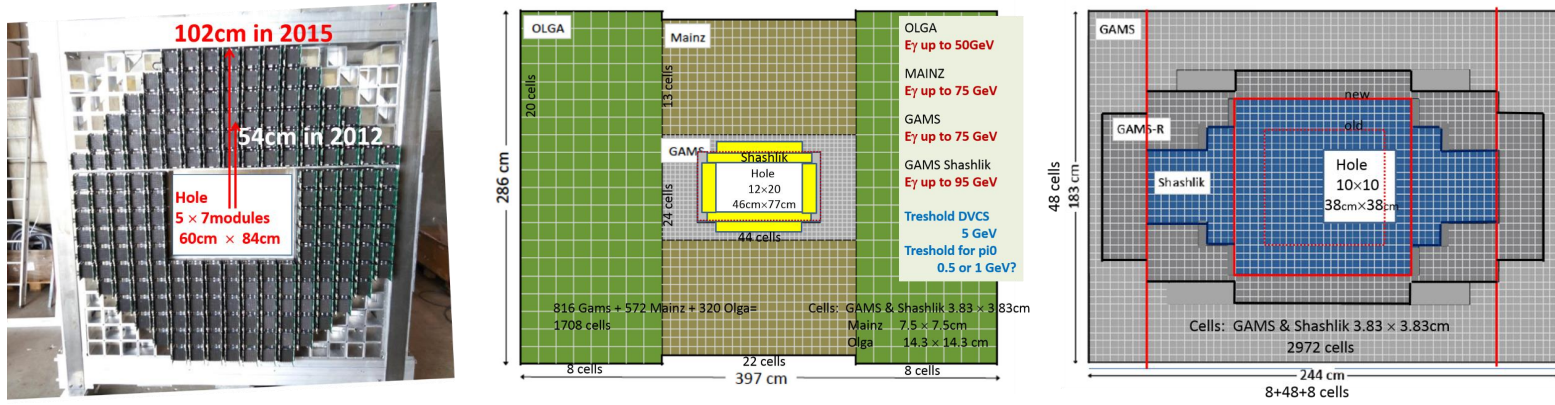 102cm in 2015
54cm in 2012
Hole
5 × 7modules
60cm × 84cm
OLGA
Mainz
20 cells
13 cells
GAMS
Shashlik
Hole
12×20
46cm×77cm
24 cells
44 cells
286 cm
OLGA
Eγ up to 50GeV
MAINZ
Eγ up to 75 GeV
GAMS
Eγ up to 75 GeV
GAMS Shashlik
Eγ up to 95 GeV
Treshold DVCS
5 GeV
Treshold for pi0
0.5 or 1 GeV?
816 Gams + 572 Mainz + 320 Olga=
1708 cells
Cells: GAMS & Shashlik 3.83 × 3.83cm
Mainz 7.5 × 7.5cm
Olga 14.3 × 14.3 cm
8 cells
22 cells
8 cells
397 cm
GAMS
new
old
GAMS-R
Shashlik
Hole
10×10
38cm×38cm
48 cells
183 cm
Cells: GAMS & Shashlik 3.83 × 3.83cm
2972 cells
244 cm
8+48+8 cells